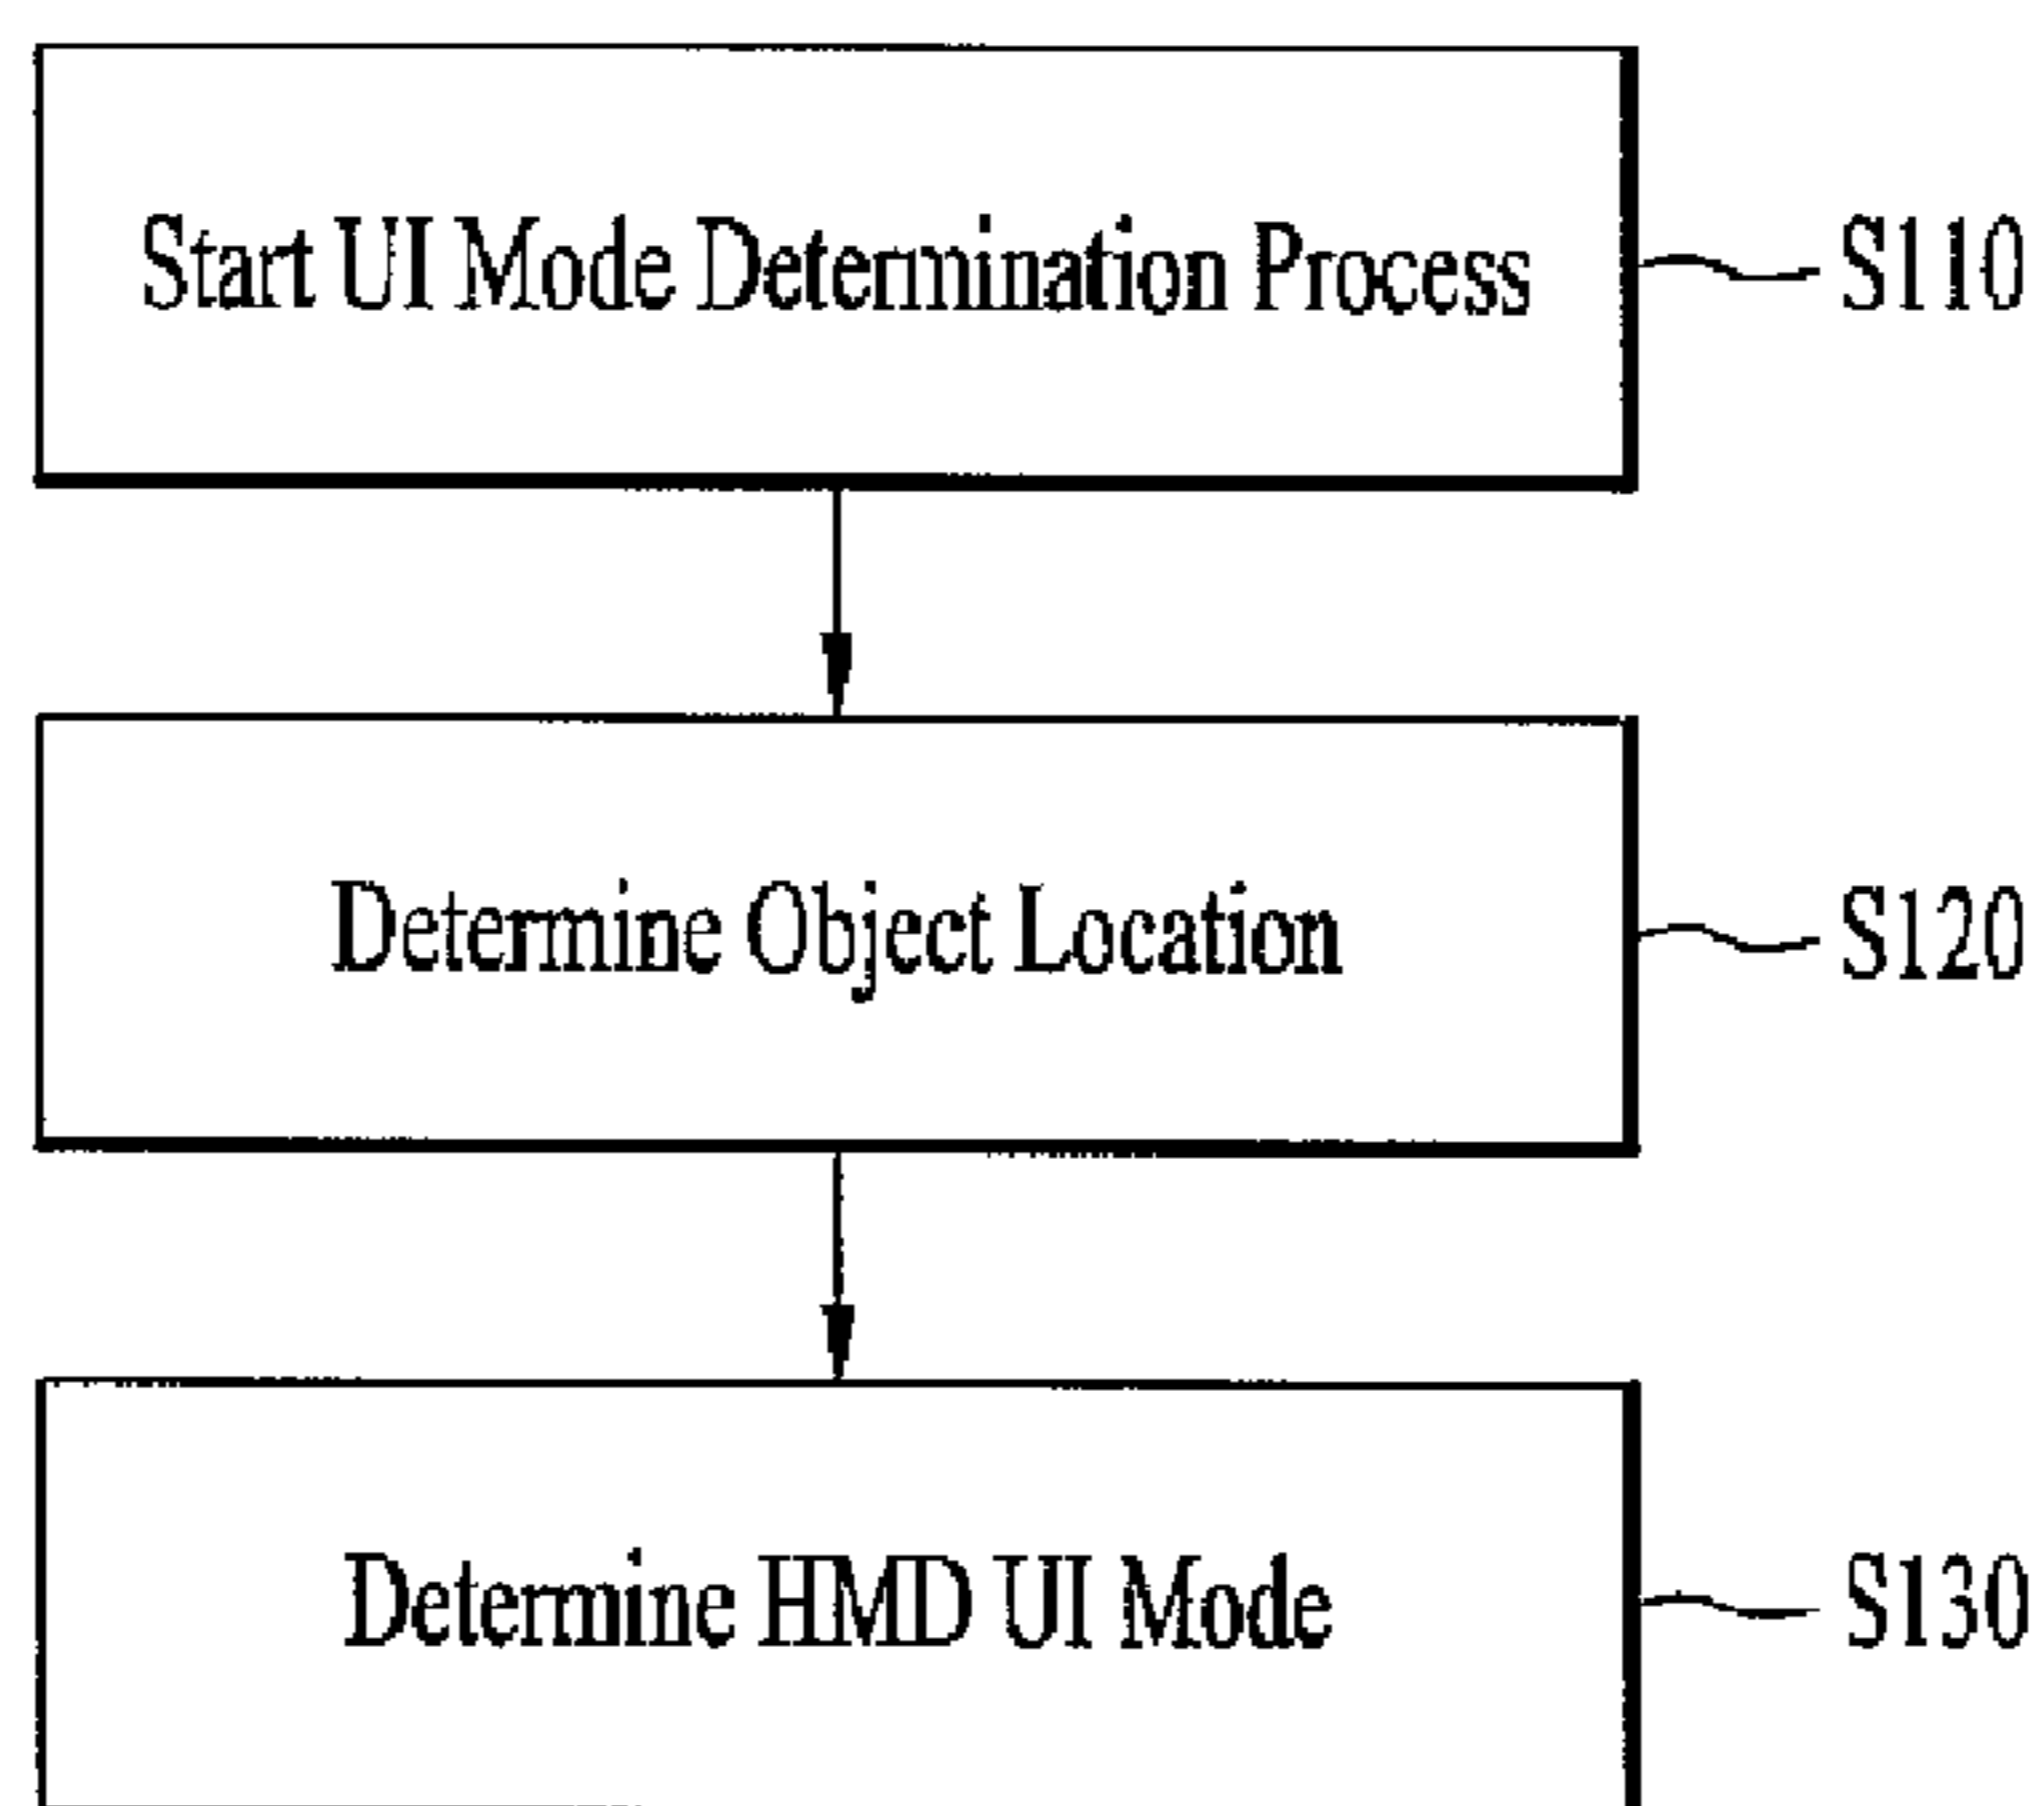 Start UI Mode Determination Process
S110
Determine Object Location
S120
Determine HMD UI Mode
S130